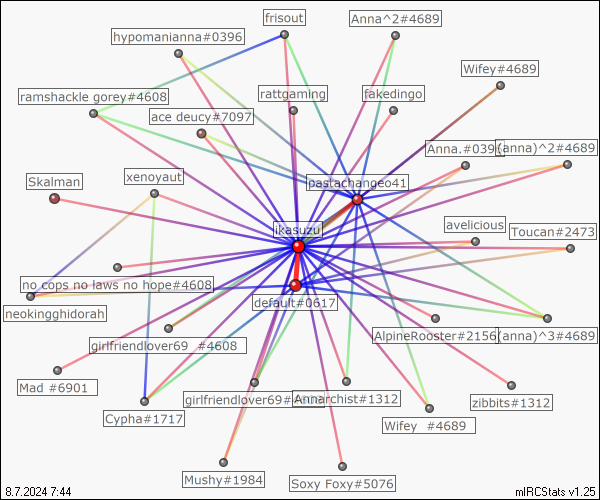 frisout
Anna^2#4689
hypomanianna#0396
Wifey#4689
ramshackle gorey#4608
rattgaming
fakedingo
ace deucy#7097
Anna.#039
(anna)^2#4689
Skalman
xenoyaut
pastachangeo41
ikasuzu
avelicious
Toucan#2473
no cops no laws no hope#4608
default#0617
neokingghidorah
girlfriendlover69 #4608
AlpineRooster#2156
(anna)^3#4689
Mad #6901
girlfriendlover69#
Annarchist#1312
zibbits#1312
Cypha#1717
Wifey #4689
Mushy#1984
Soxy Foxy#5076
8.7.2024 7:44
mIRCStats v1.25